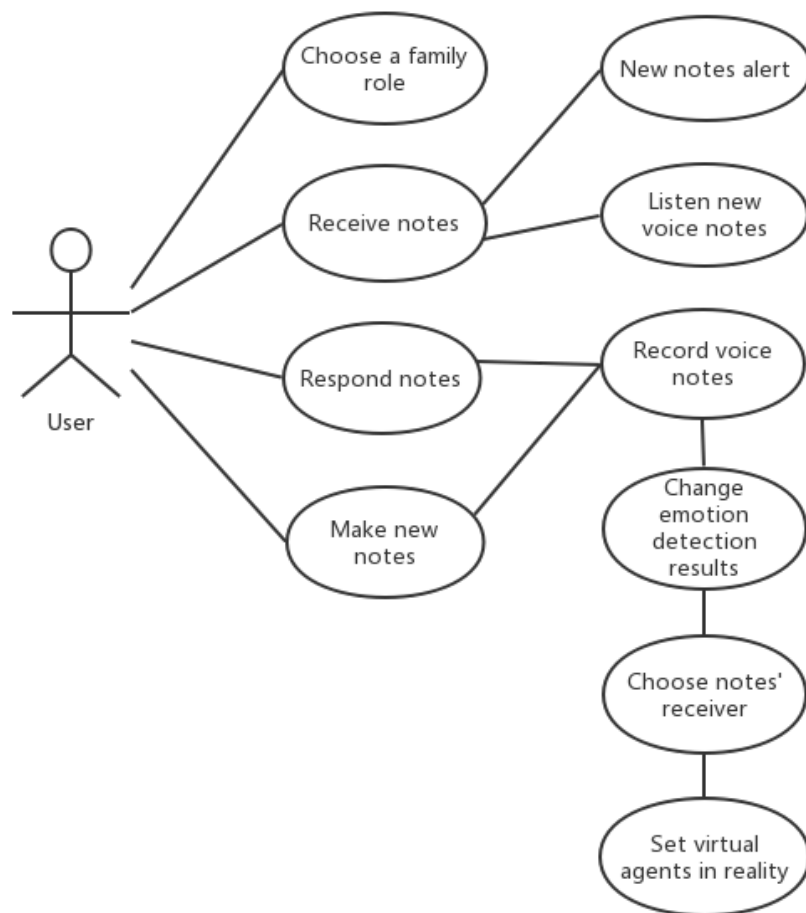 Choose a family
role
New notes alert
Receive notes
Listen new
voice notes
User
Respond notes
Record voice
notes
Make new
notes
Change
emotion
detection
results
Choose notes'
receiver
Set virtual
agents in reality